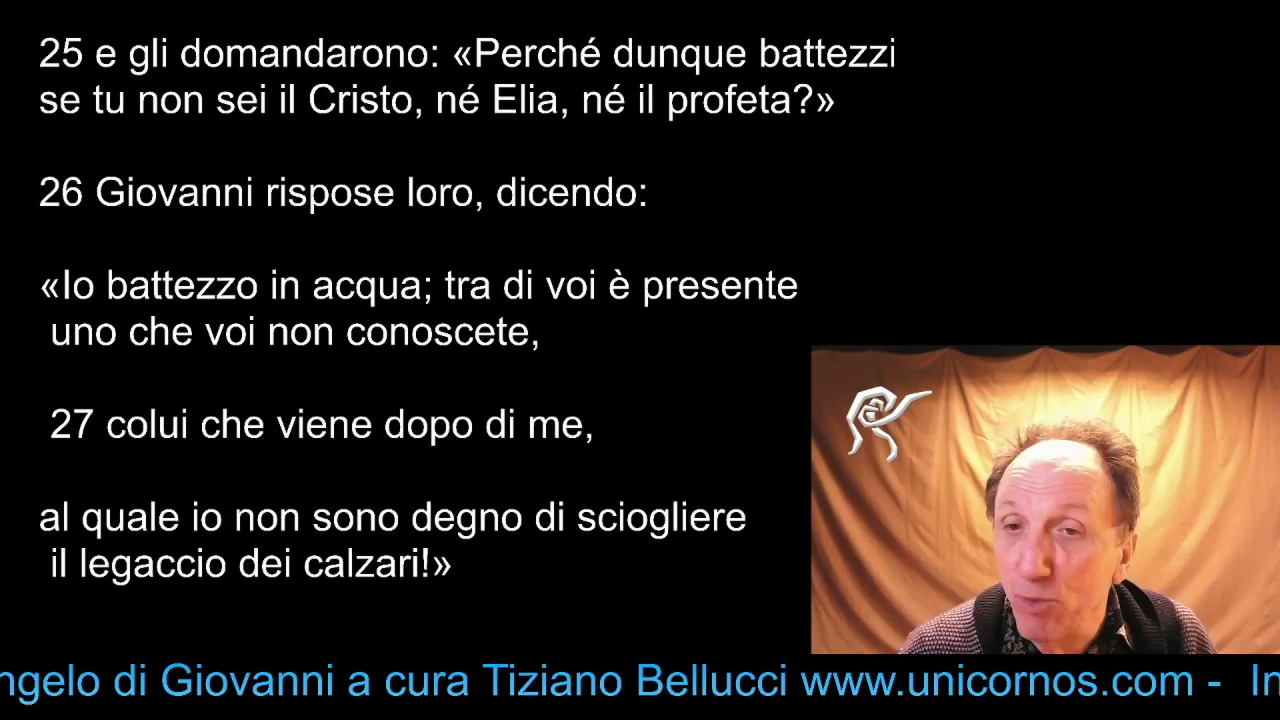 25 e gli domandarono: «Perché dunque battezzi
se tu non sei il Cristo, né Elia, né il profeta?»
26 Giovanni rispose loro, dicendo:
«Io battezzo in acqua; tra di voi è presente
uno che voi non conoscete,
27 colui che viene dopo di me,
al quale io non sono degno di sciogliere
il legaccio dei calzari!»
ngelo di Giovanni a cura Tiziano Bellucci www.unicornos.com - In